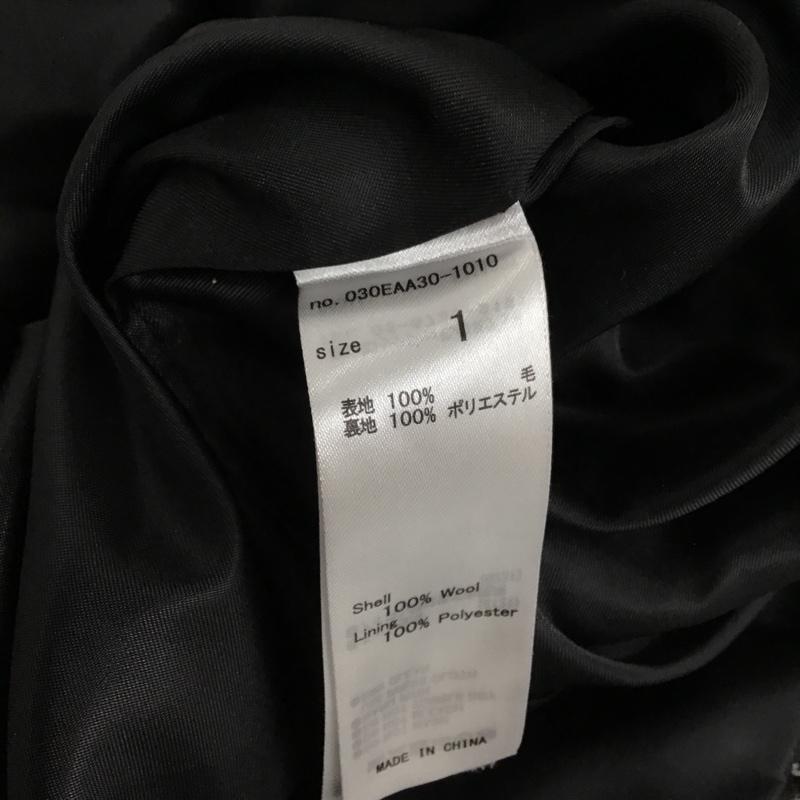 no. 030EAA30-1010
size 1
表地 100% 毛
裏地 100% ポリエステル
Shell
100% Wool
Lining
100% Polyester
MADE IN CHINA